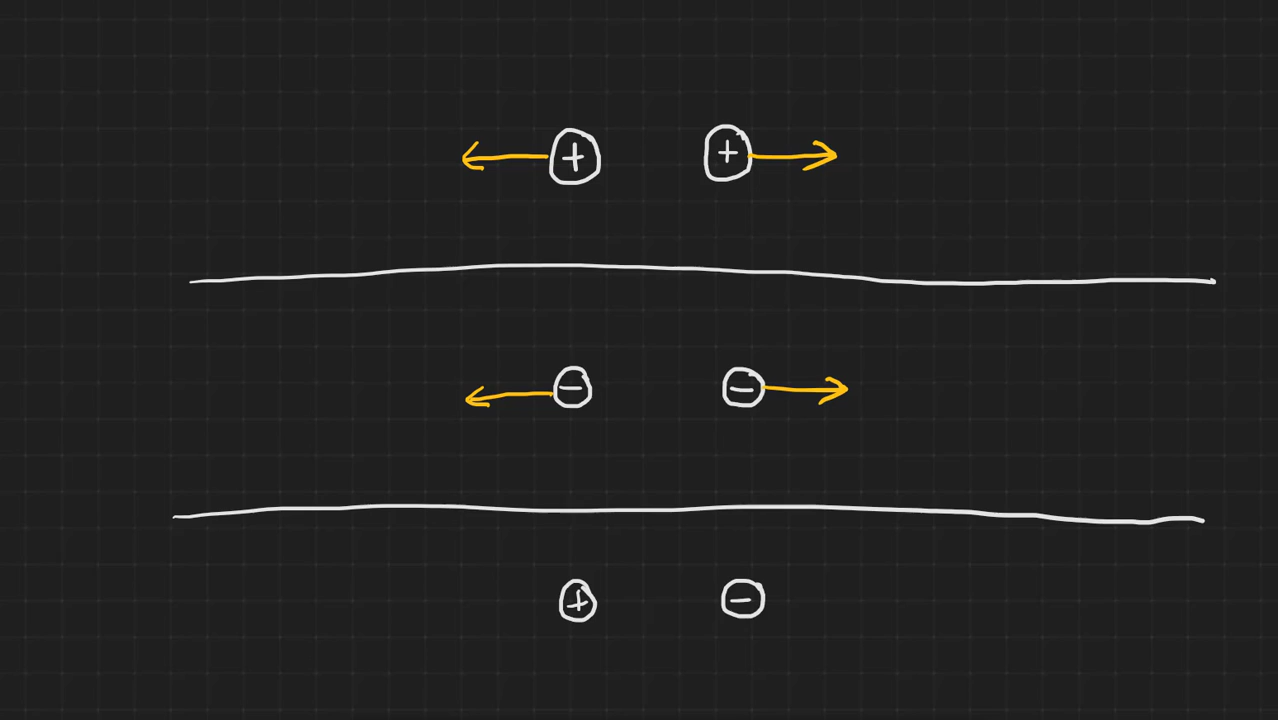 + +
− −
+ −